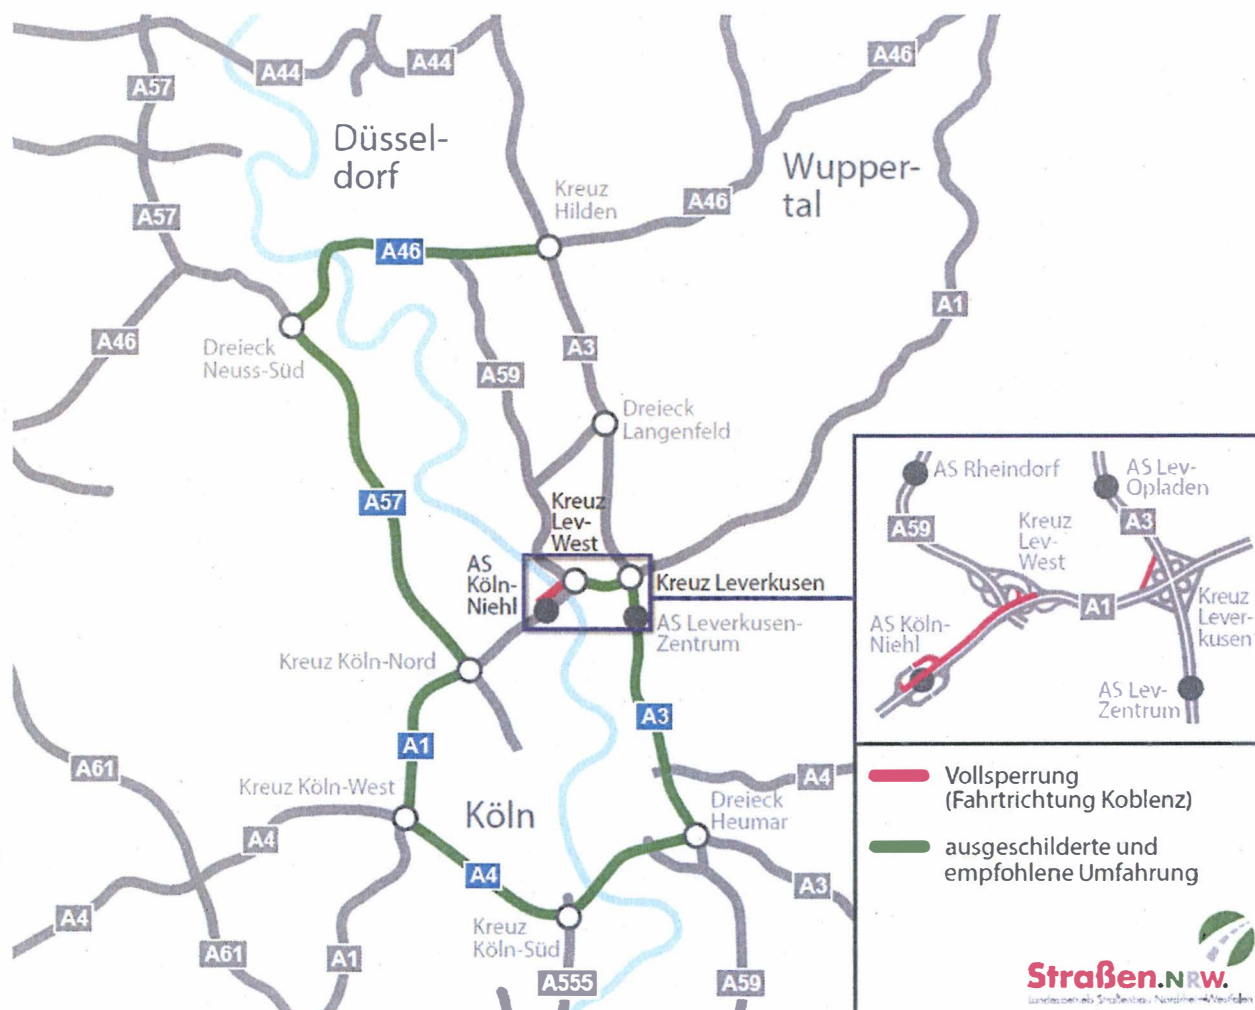 A44
A44
A46
A57
Düssel-
dorf
Wupper-
tal
Kreuz
Hilden
A46
A57
A46
A1
A46
Dreieck
Neuss-Süd
A3
A59
Dreieck
Langenfeld
A57
Kreuz
Lev-
West
AS
Köln-
Niehl
Kreuz Leverkusen
AS Leverkusen-
Zentrum
Kreuz Köln-Nord
A3
A1
A61
Kreuz Köln-West
A4
Köln
Dreieck
Heumar
A4
A4
A3
A4
Kreuz
Köln-Süd
A61
A1
A555
A59
AS Rheindorf
AS Lev-
Opladen
A59
Kreuz
Lev-
West
A3
A1
Kreuz
Lever-
kusen
AS Köln-
Niehl
AS Lev-
Zentrum
Vollsperrung
(Fahrtrichtung Koblenz)
ausgeschilderte und
empfohlene Umfahrung
Straßen.NRW.
Landesbetrieb Straßenbau Nordrhein-Westfalen